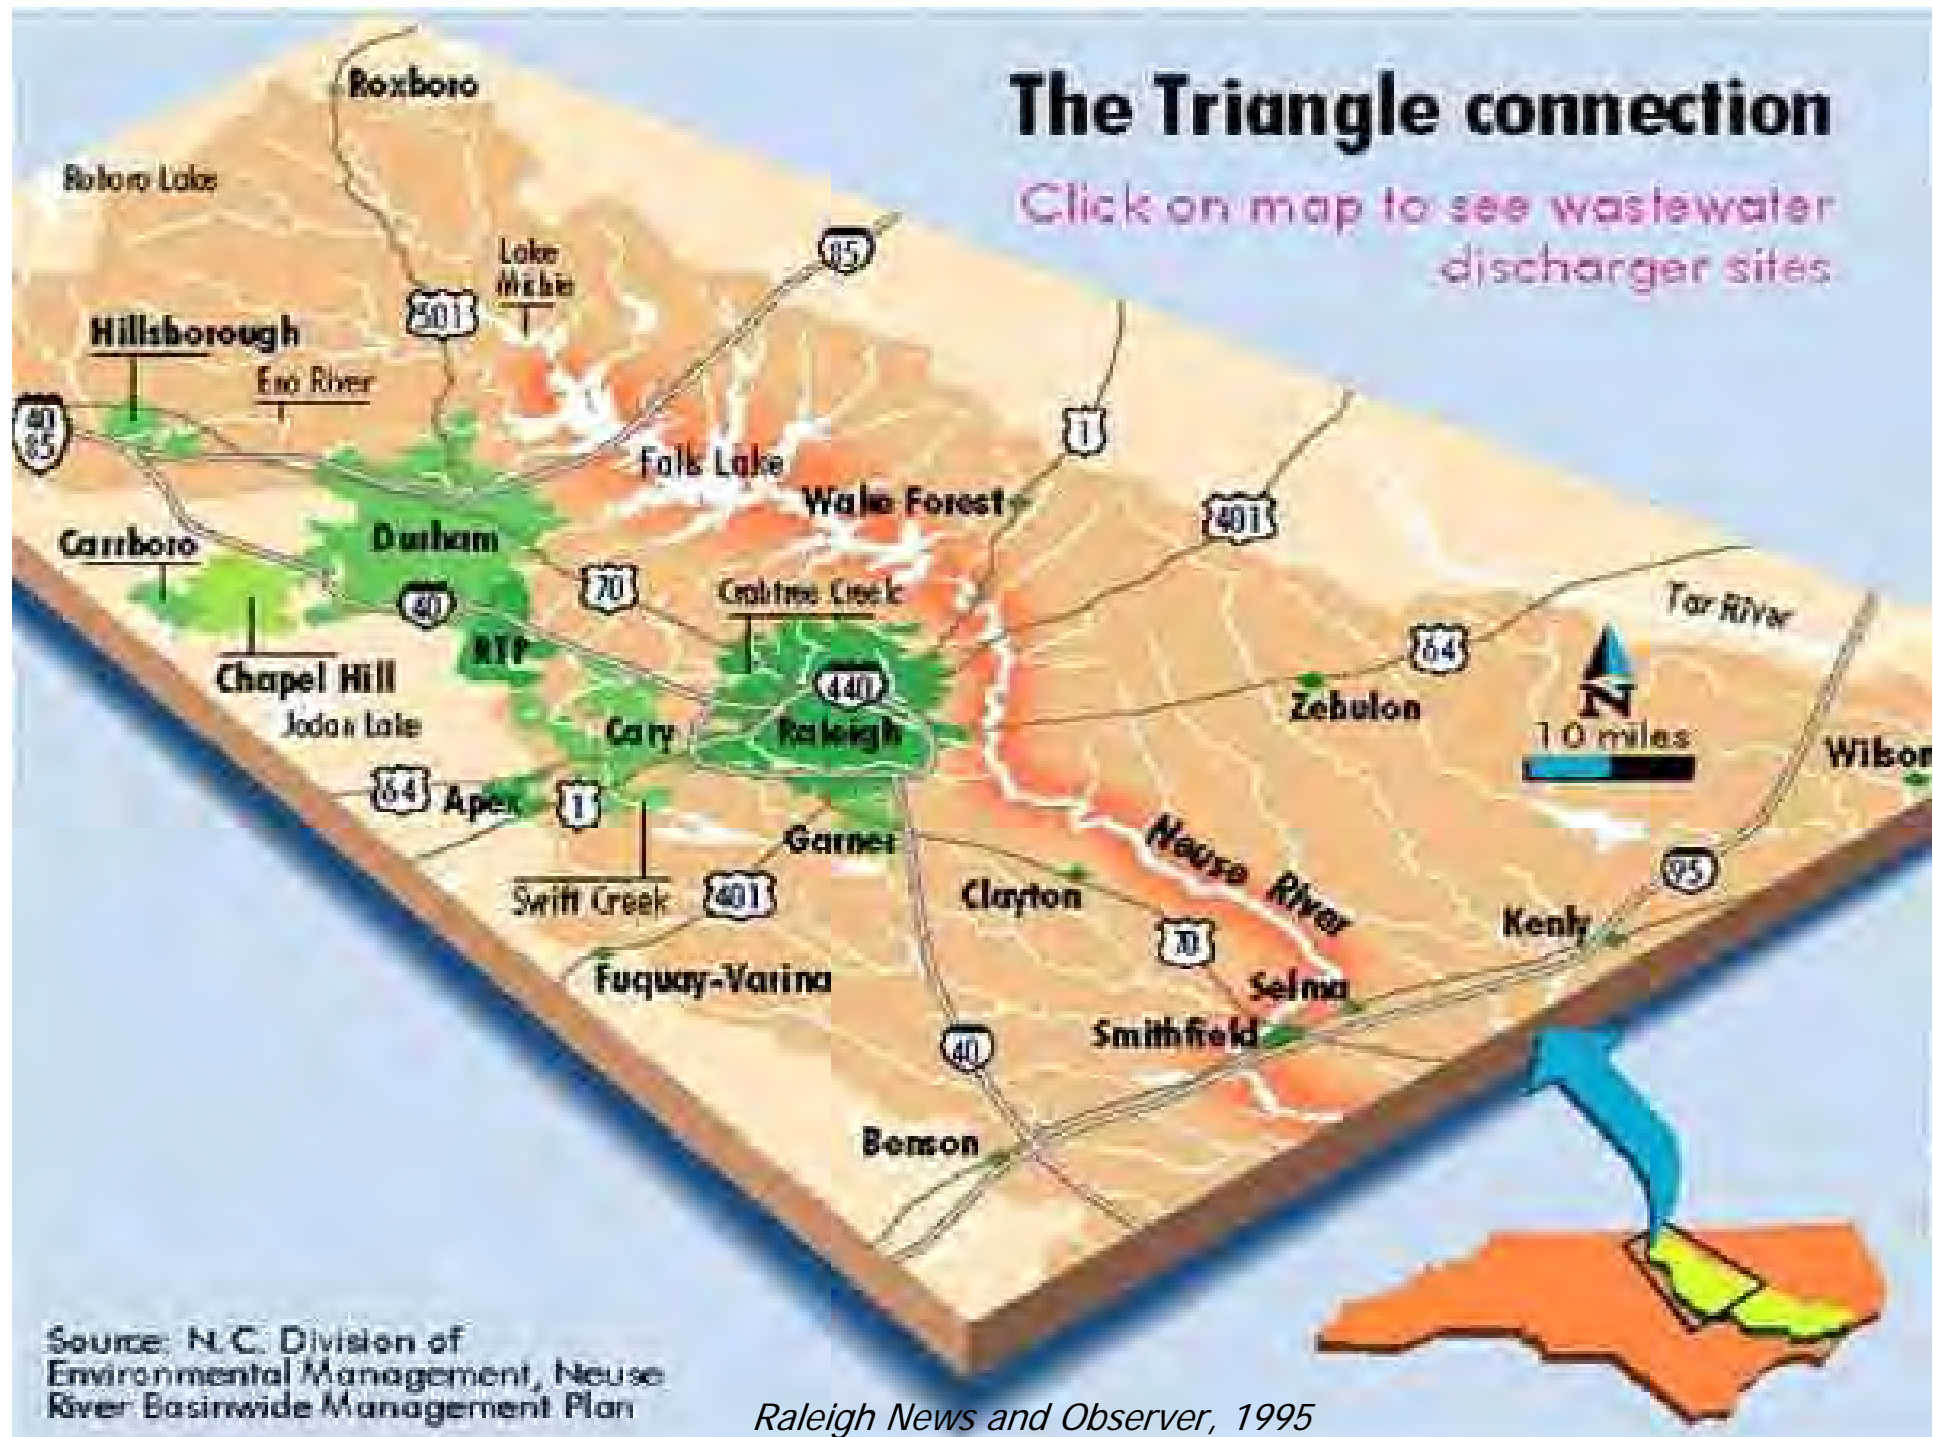 The Triangle connection
Click on map to see wastewater
discharger sites
Roxboro
Lake
Lake
Michie
85
501
Hillsborough
Eno River
40
85
1
Falls Lake
Wake Forest
401
Carrboro
Durham
70
Crabtree Creek
40
Tar River
RTP
64
440
Chapel Hill
N
Zebulon
Jodan Lake
Cary
Raleigh
10 miles
Wilson
64
Apex
1
Garner
Neuse River
95
Swift Creek
401
Clayton
Kenly
70
Fuquay-Varina
Selma
Smithfield
40
Benson
Source: N.C. Division of
Environmental Management, Neuse
River Basinwide Management Plan
Raleigh News and Observer, 1995